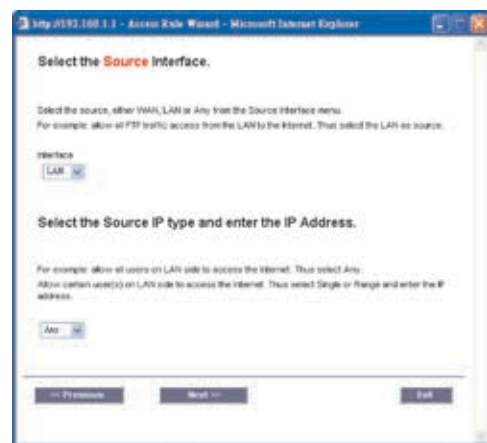 http://192.168.1.1 - Access Rule Wizard - Microsoft Internet Explorer
Select the Source Interface.
Select the source, either WAN, LAN or Any from the Source Interface menu.
For example: allow all FTP traffic access from the LAN to the Internet. Thus select the LAN as source.
Interface
LAN
Select the Source IP type and enter the IP Address.
For example: allow all users on LAN side to access the Internet. Thus select Any.
Allow certain user(s) on LAN side to access the Internet. Thus select Single or Range and enter the IP
address.
Any
<< Previous Next >> Exit